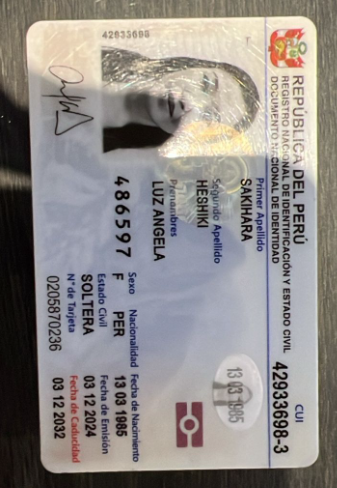 REPÚBLICA DEL PERÚ
REGISTRO NACIONAL DE IDENTIFICACIÓN Y ESTADO CIVIL
DOCUMENTO NACIONAL DE IDENTIDAD
CUI
42933698-3
Primer Apellido
SAKIHARA
Segundo Apellido
HESHIKI
Prenombres
LUZ ANGELA
13 03 1985
Sexo Nacionalidad Fecha de Nacimiento
F PER 13 03 1985
Estado Civil Fecha de Emisión
SOLTERA 03 12 2024
N° de Tarjeta Fecha de Caducidad
0205870236 03 12 2032
486597